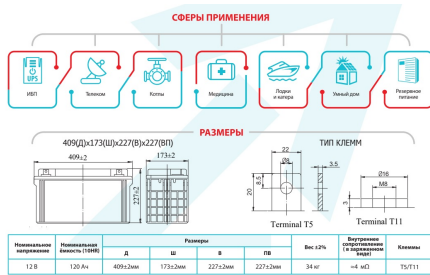 СФЕРЫ ПРИМЕНЕНИЯ
UPS
ИБП
Телеком
Котлы
Медицина
Лодки и катера
Умный дом
Резервное питание
РАЗМЕРЫ
409(Д)x173(Ш)x227(В)x227(ВП)
ТИП КЛЕММ
409±2
173±2
227±2
22
Ø8
3.5
8.5
20
Terminal T5
Ø16
M8
3
Terminal T11
Номинальное напряжение
Номинальная ёмкость (10HR)
Размеры
Д
Ш
В
ПВ
Вес ±2%
Внутреннее сопротивление ( в заряженном виде)
Клеммы
12 В
120 Ач
409±2мм
173±2мм
227±2мм
227±2мм
34 кг
≈4 мΩ
T5/T11